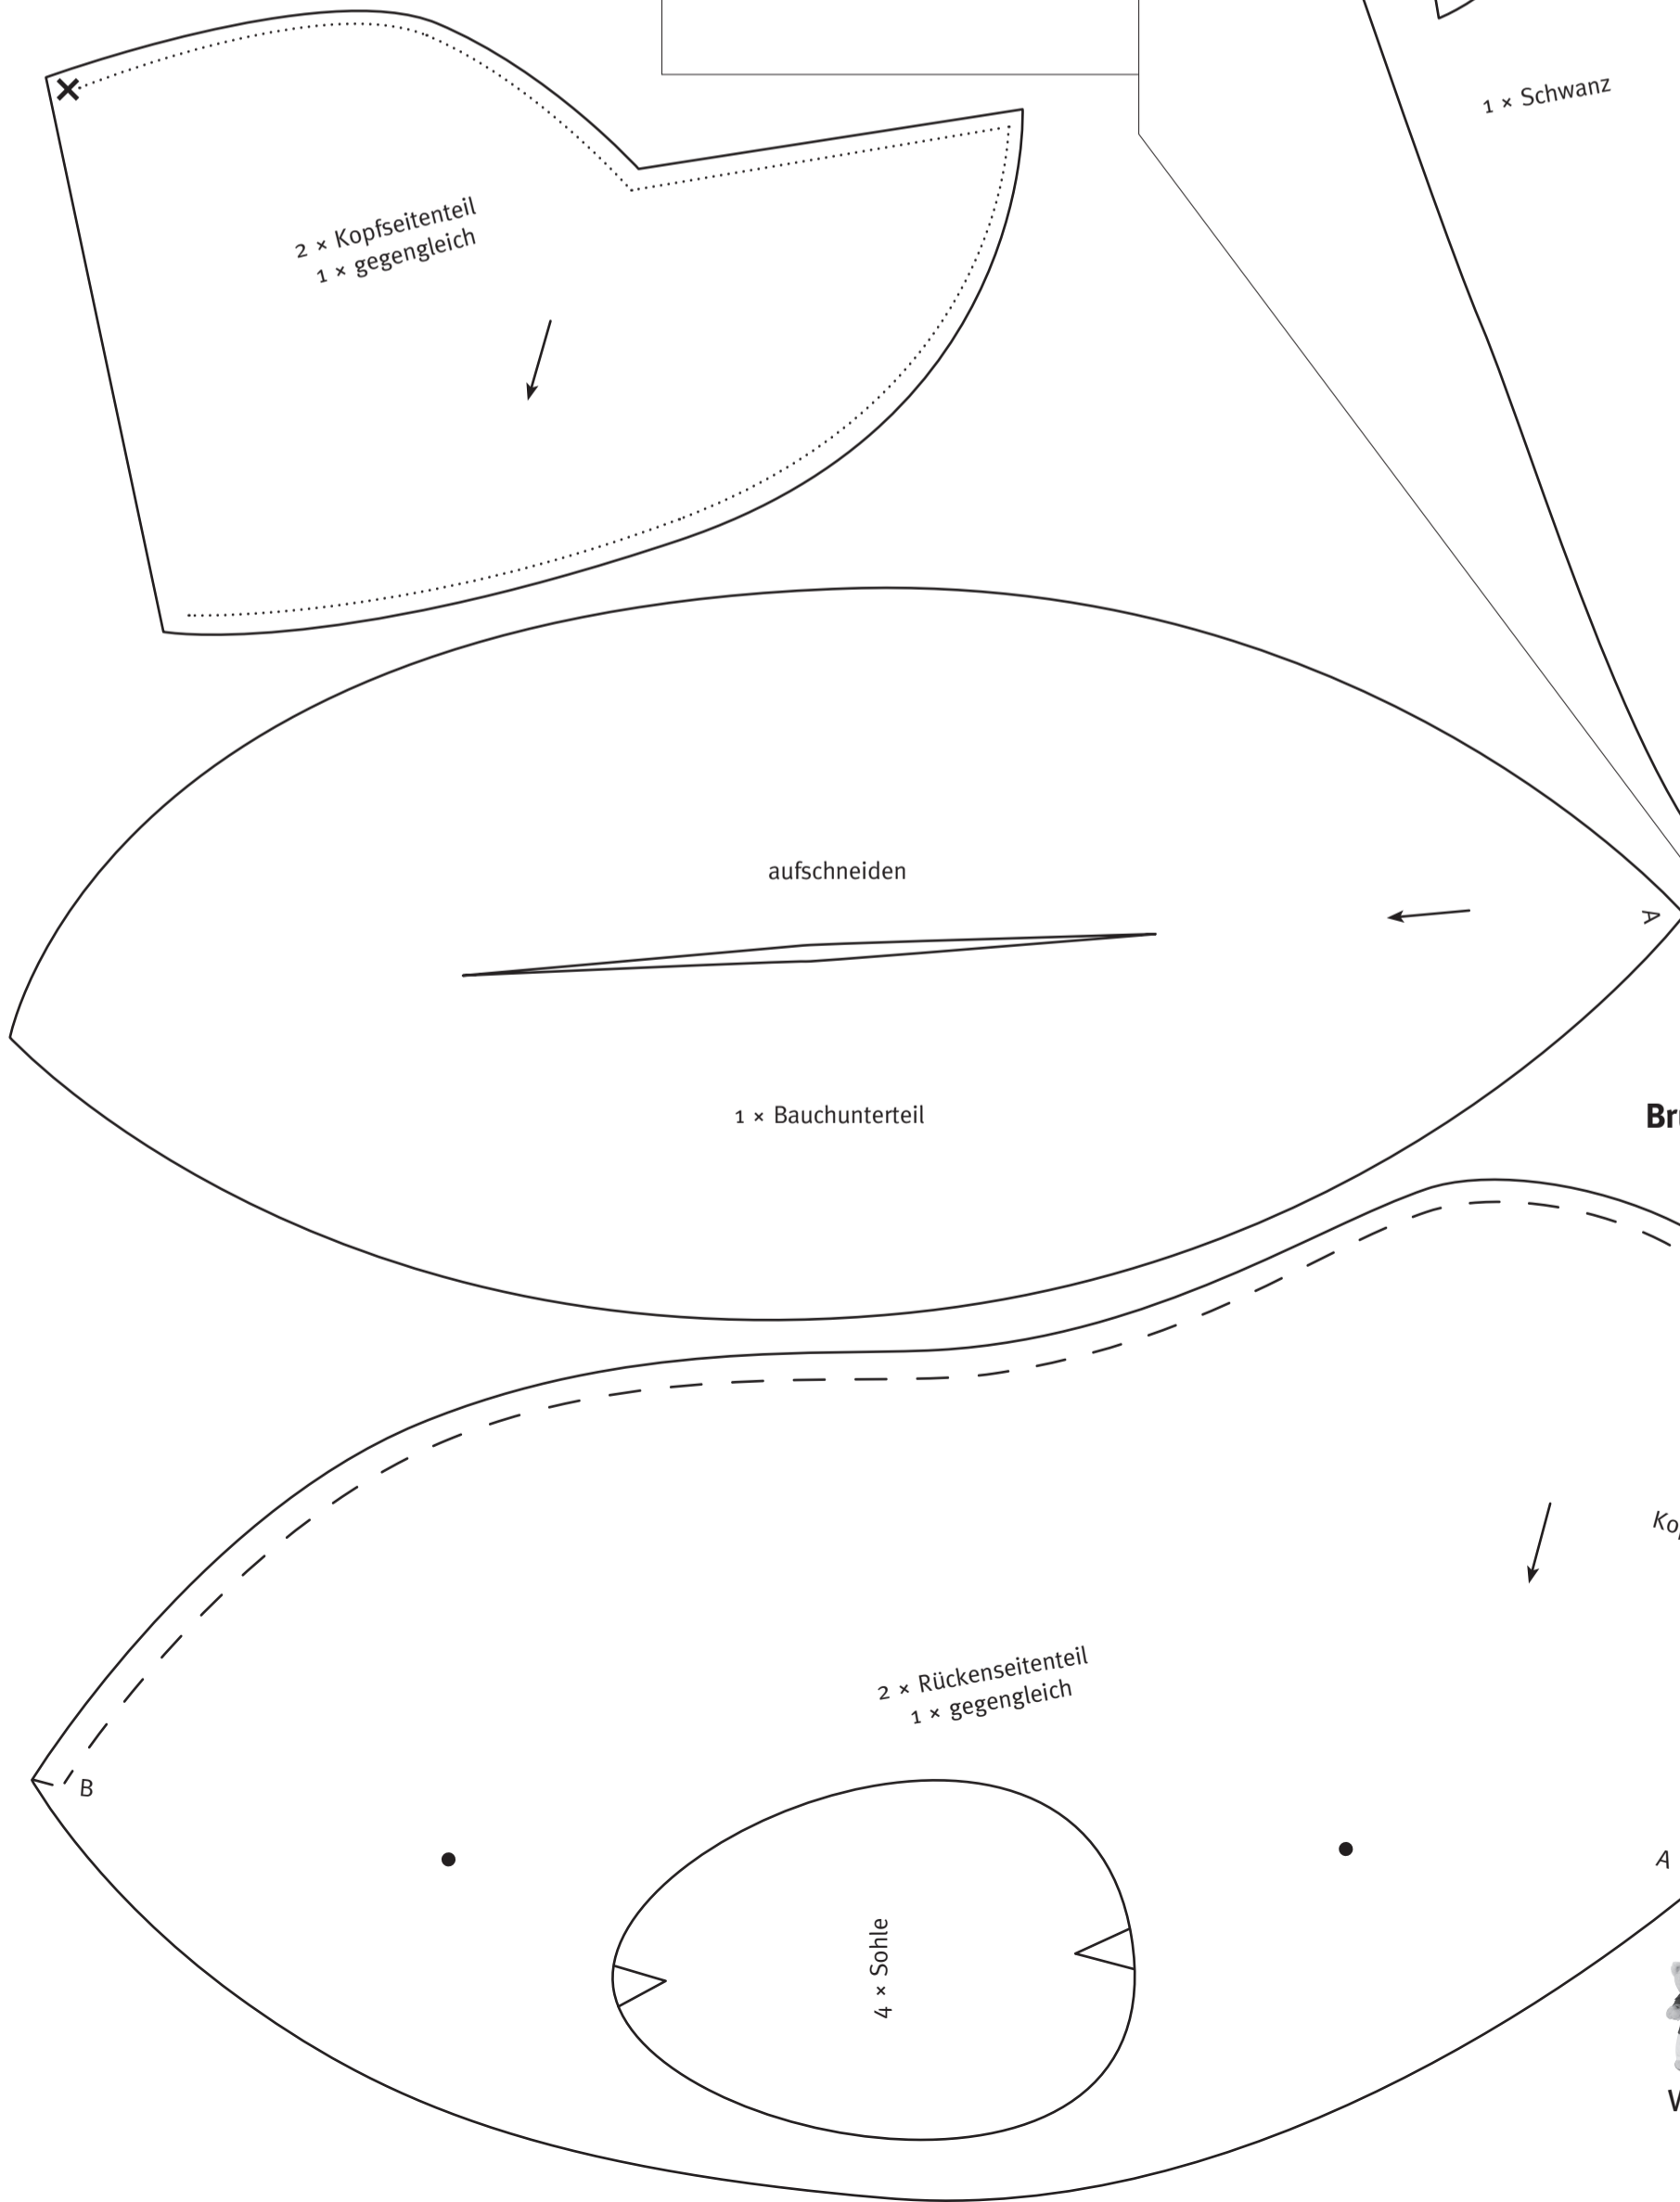 1 × Schwanz
2 × Kopfseitenteil
1 × gegengleich
aufschneiden
A
1 × Bauchunterteil
2 × Rückenseitenteil
1 × gegengleich
B
A
4 × Sohle